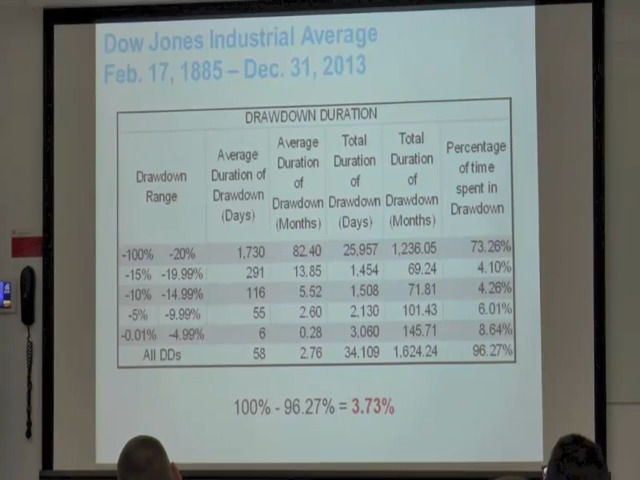 Dow Jones Industrial Average
Feb. 17, 1885 – Dec. 31, 2013
DRAWDOWN DURATION
Drawdown Range | Average Duration of Drawdown (Days) | Average Duration of Drawdown (Months) | Total Duration of Drawdown (Days) | Total Duration of Drawdown (Months) | Percentage of time spent in Drawdown
-100% -20% 1,730 82.40 25,957 1,236.05 73.26%
-15% -19.99% 291 13.85 1,454 69.24 4.10%
-10% -14.99% 116 5.52 1,508 71.81 4.26%
-5% -9.99% 55 2.60 2,130 101.43 6.01%
-0.01% -4.99% 6 0.28 3,060 145.71 8.64%
All DDs 58 2.76 34.109 1,624.24 96.27%
100% - 96.27% = 3.73%